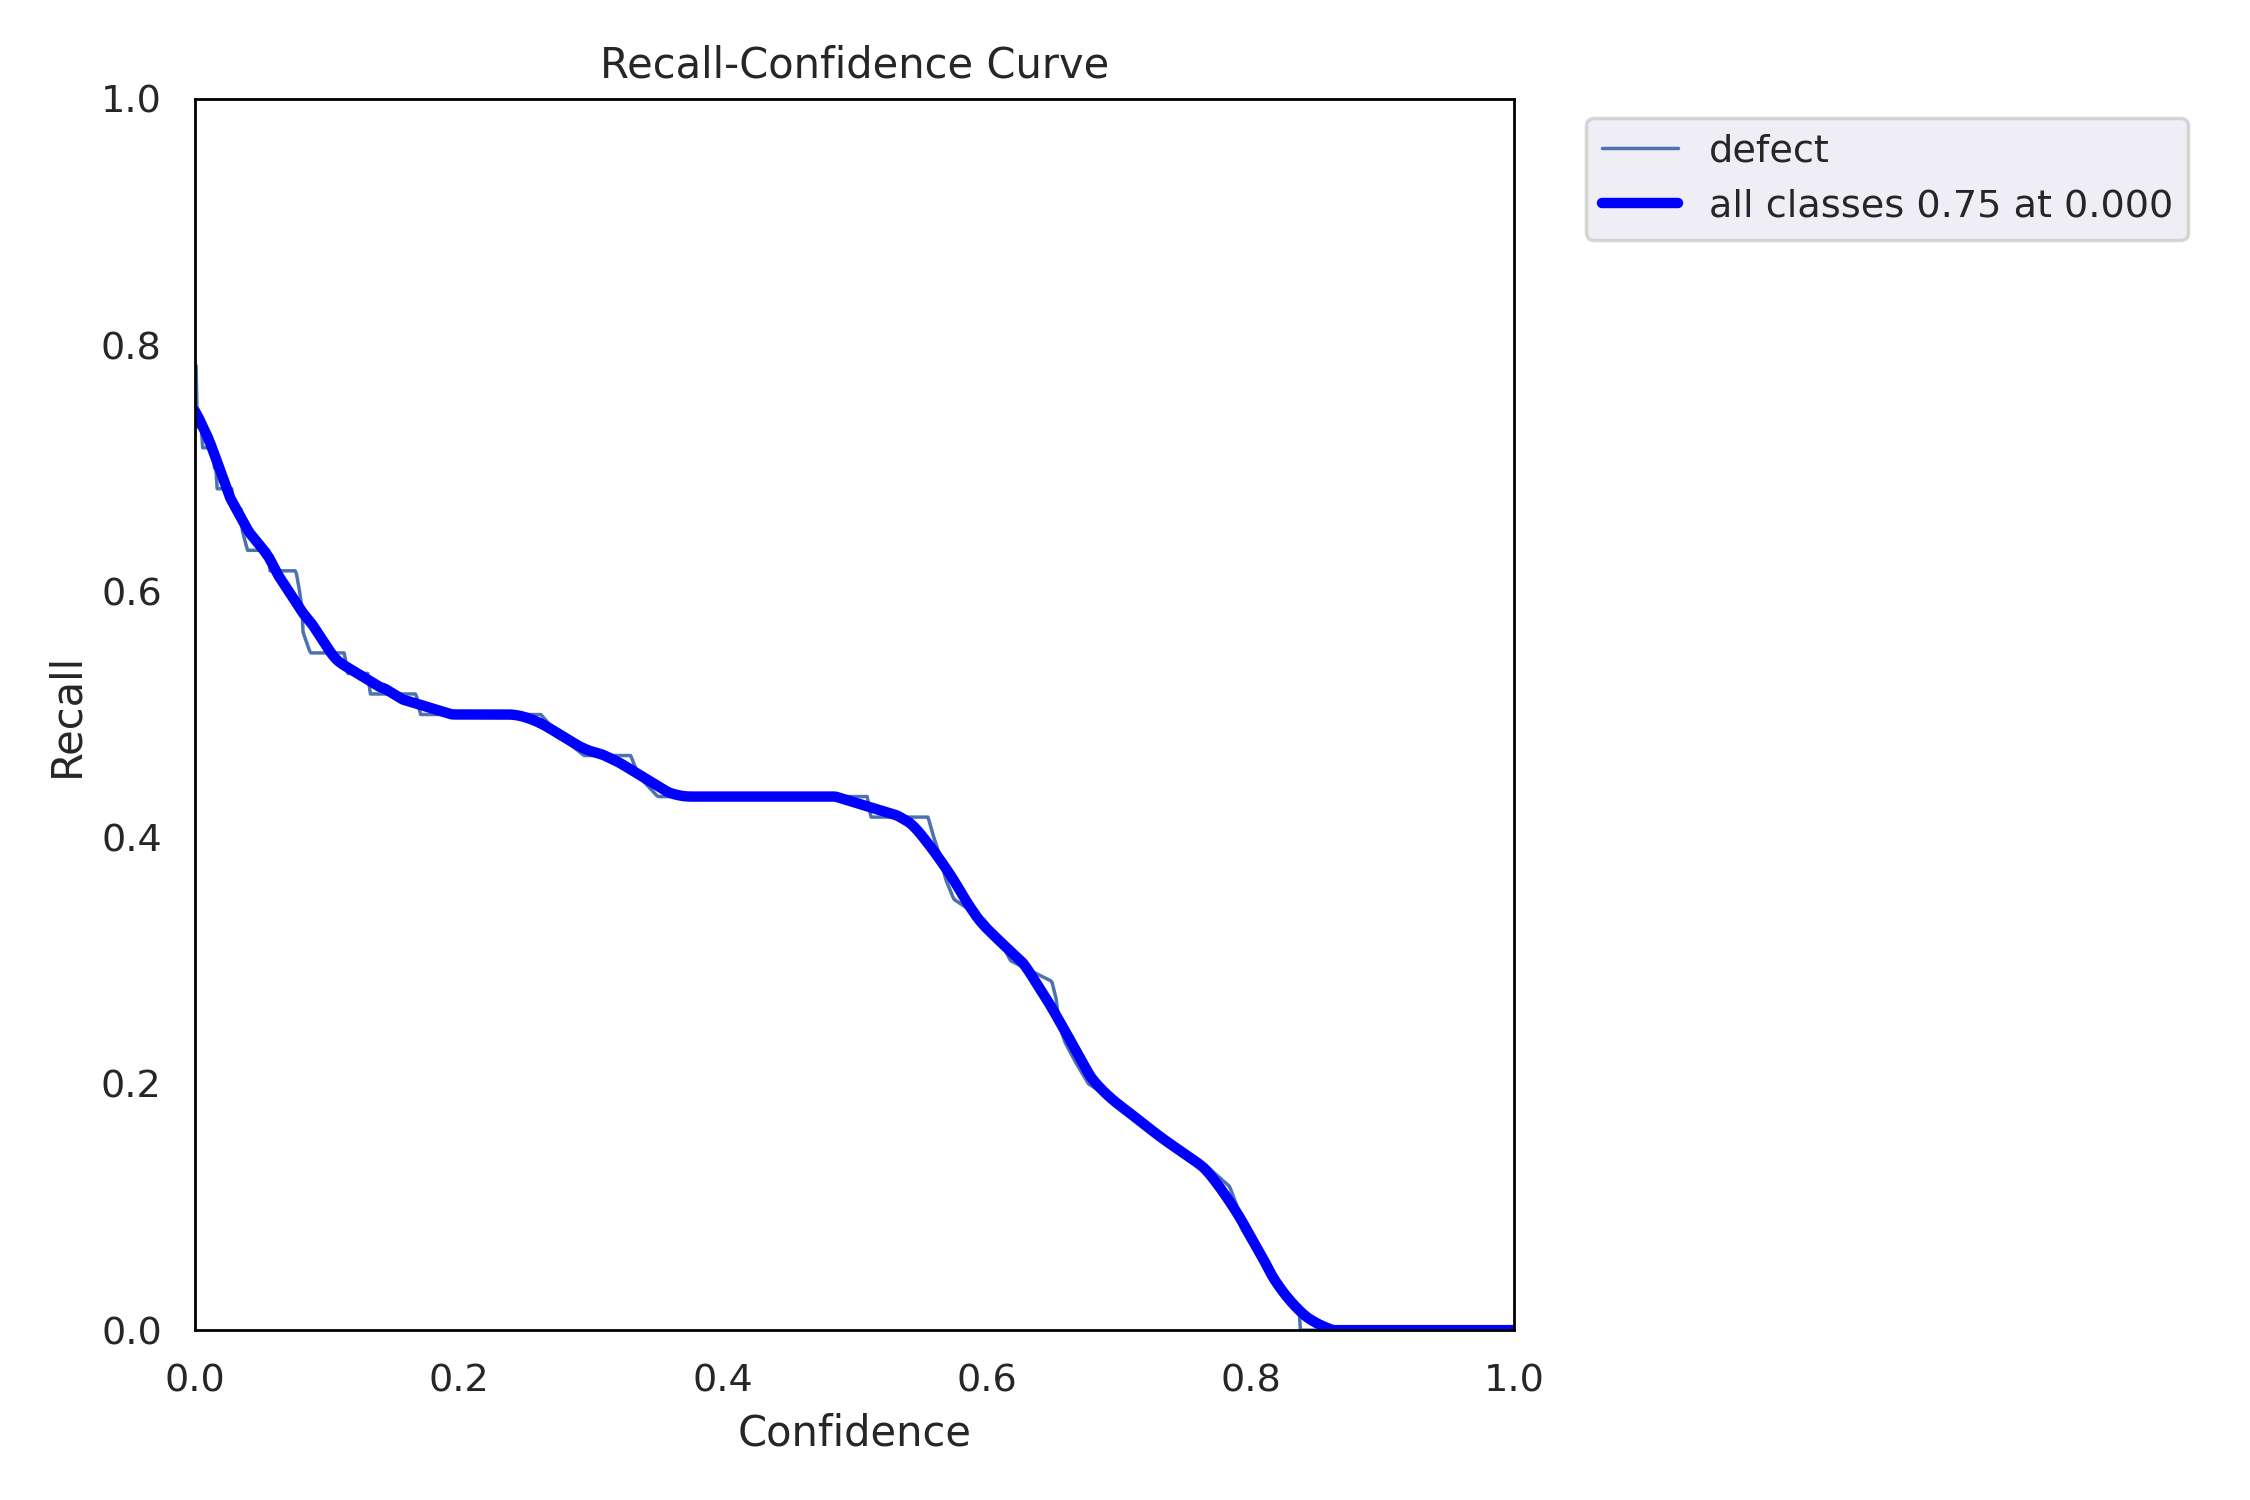 Recall-Confidence Curve
1.0
0.8
0.6
0.4
0.2
0.0
Recall
0.0 0.2 0.4 0.6 0.8 1.0
Confidence
defect
all classes 0.75 at 0.000